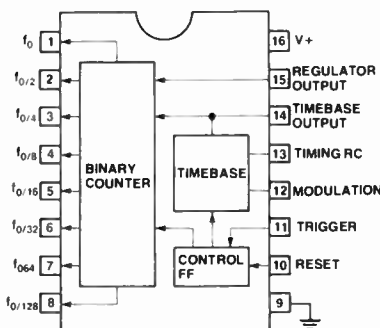 f0 1
f0/2 2
f0/4 3
f0/8 4
f0/16 5
f0/32 6
f064 7
f0/128 8
BINARY
COUNTER
TIMEBASE
CONTROL
FF
16 V+
15 REGULATOR
OUTPUT
14 TIMEBASE
OUTPUT
13 TIMING RC
12 MODULATION
11 TRIGGER
10 RESET
9